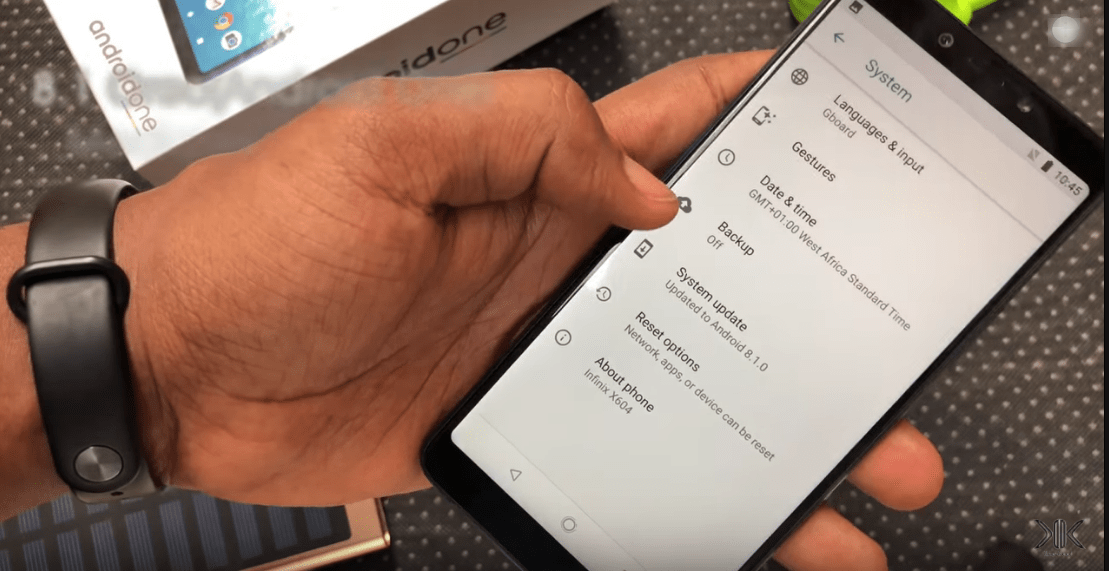 androidone
androidone
10:45
System
Languages & input
Gboard
Gestures
Date & time
GMT+01:00 West Africa Standard Time
Backup
Off
System update
Updated to Android 8.1.0
Reset options
Network, apps, or device can be reset
About phone
Infinix X604